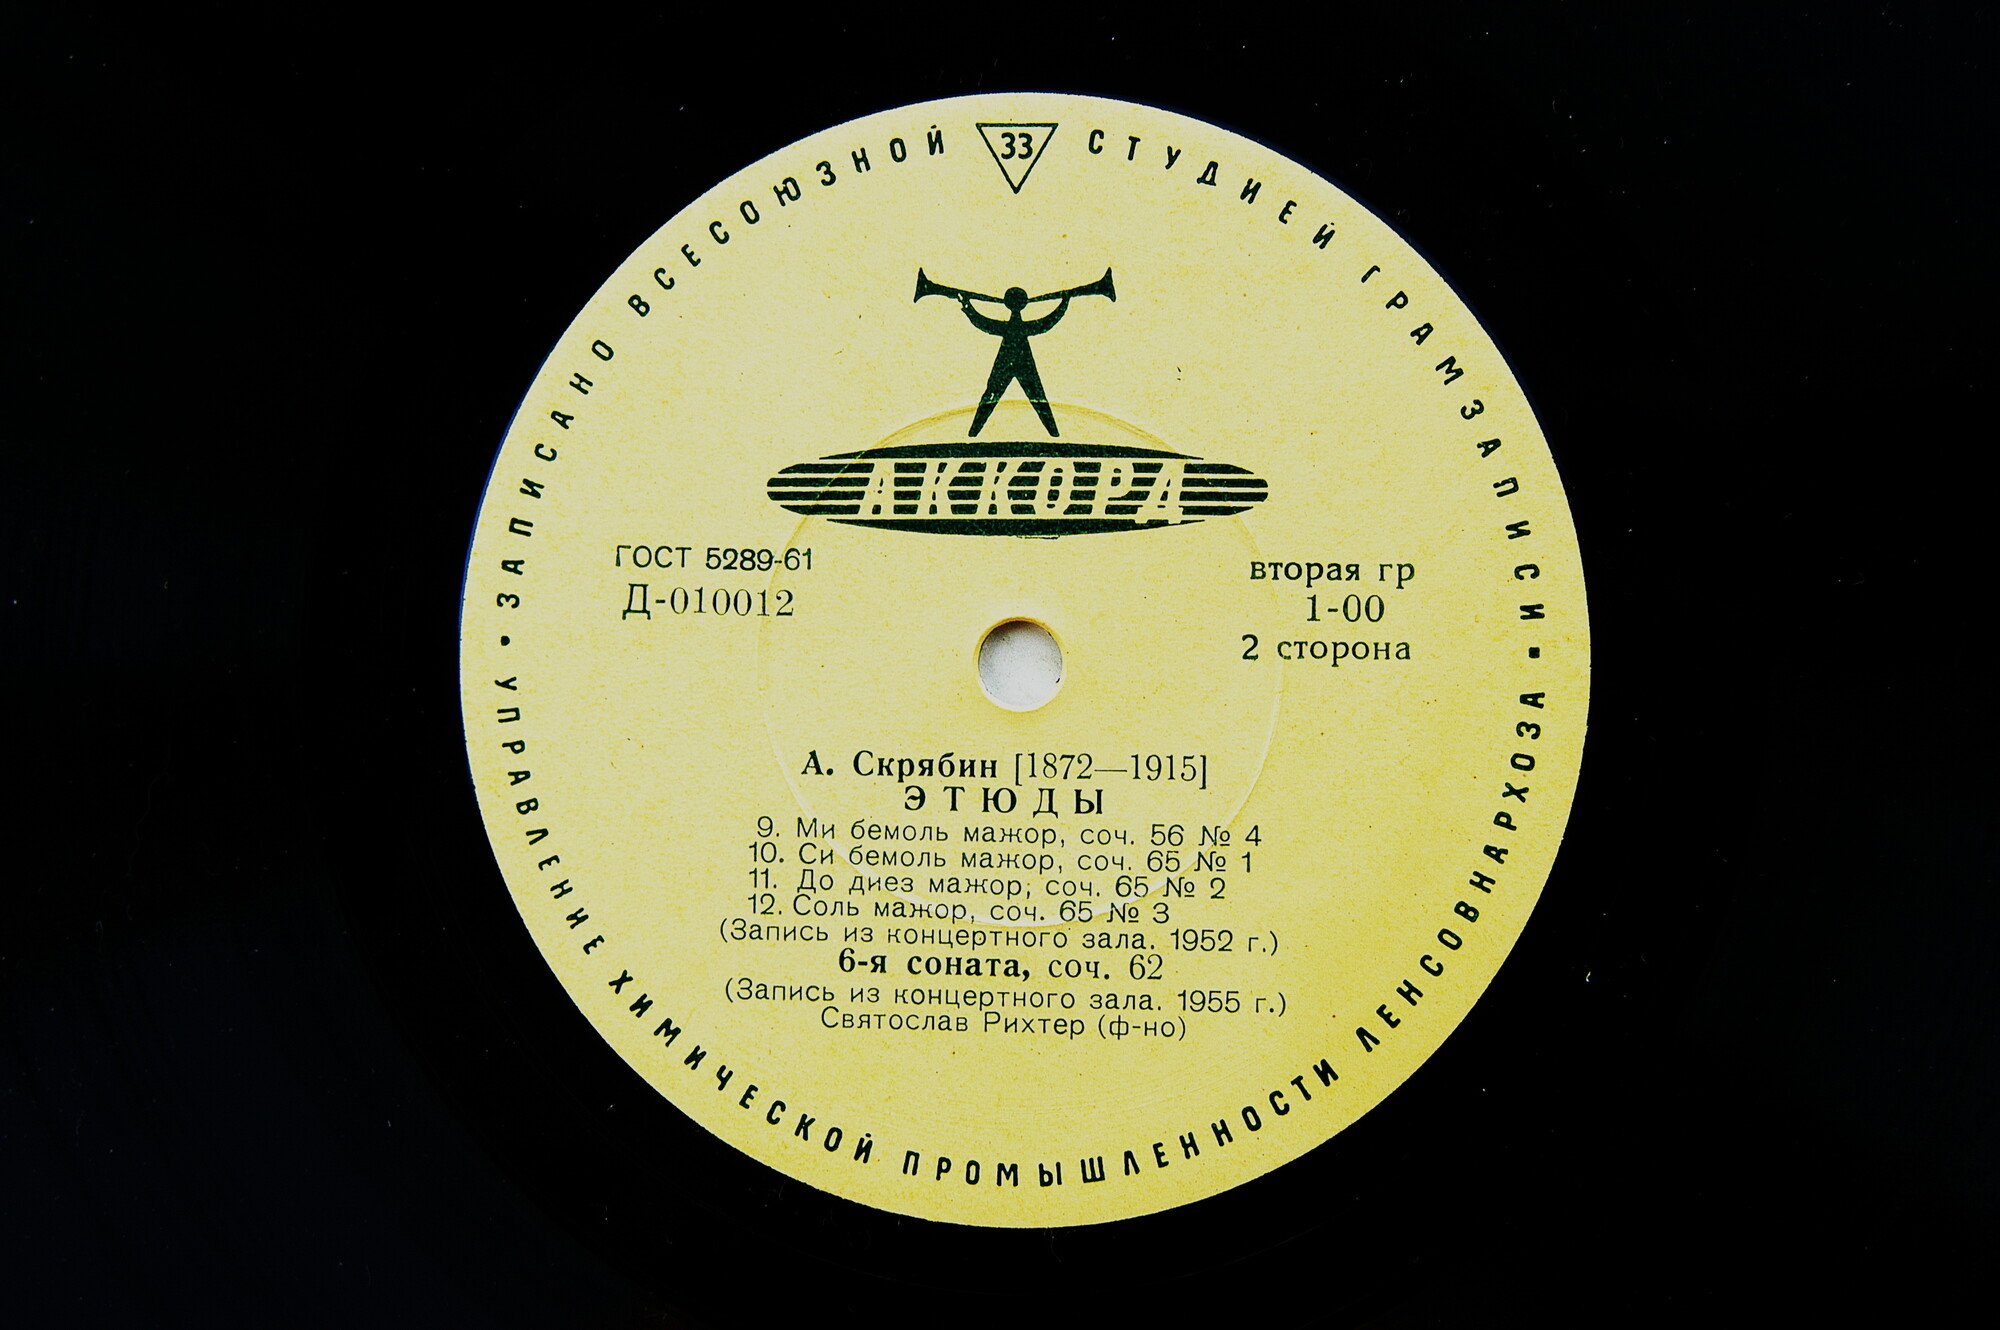 ЗАПИСАНО ВСЕСОЮЗНОЙ 33 СТУДИЕЙ ГРАМЗАПИСИ
АККОРД
ГОСТ 5289-61
Д-010012
вторая гр
1-00
2 сторона
А. Скрябин [1872—1915]
ЭТЮДЫ
9. Ми бемоль мажор, соч. 56 № 4
10. Си бемоль мажор, соч. 65 № 1
11. До диез мажор, соч. 65 № 2
12. Соль мажор, соч. 65 № 3
(Запись из концертного зала. 1952 г.)
6-я соната, соч. 62
(Запись из концертного зала. 1955 г.)
Святослав Рихтер (ф-но)
• УПРАВЛЕНИЕ ХИМИЧЕСКОЙ ПРОМЫШЛЕННОСТИ ЛЕНСОВНАРХОЗА •